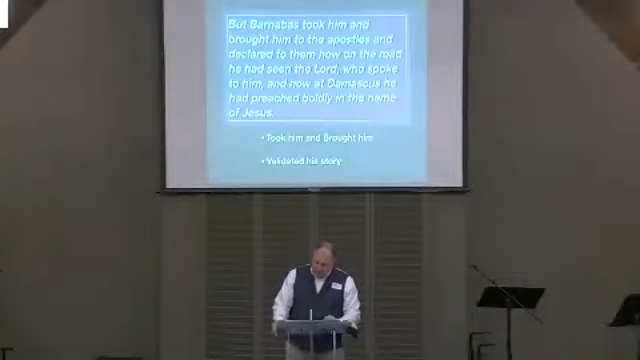 But Barnabas took him and
brought him to the apostles and
declared to them how on the road
he had seen the Lord, who spoke
to him, and how at Damascus he
had preached boldly in the name
of Jesus.
• Took him and Brought him
• Validated his story